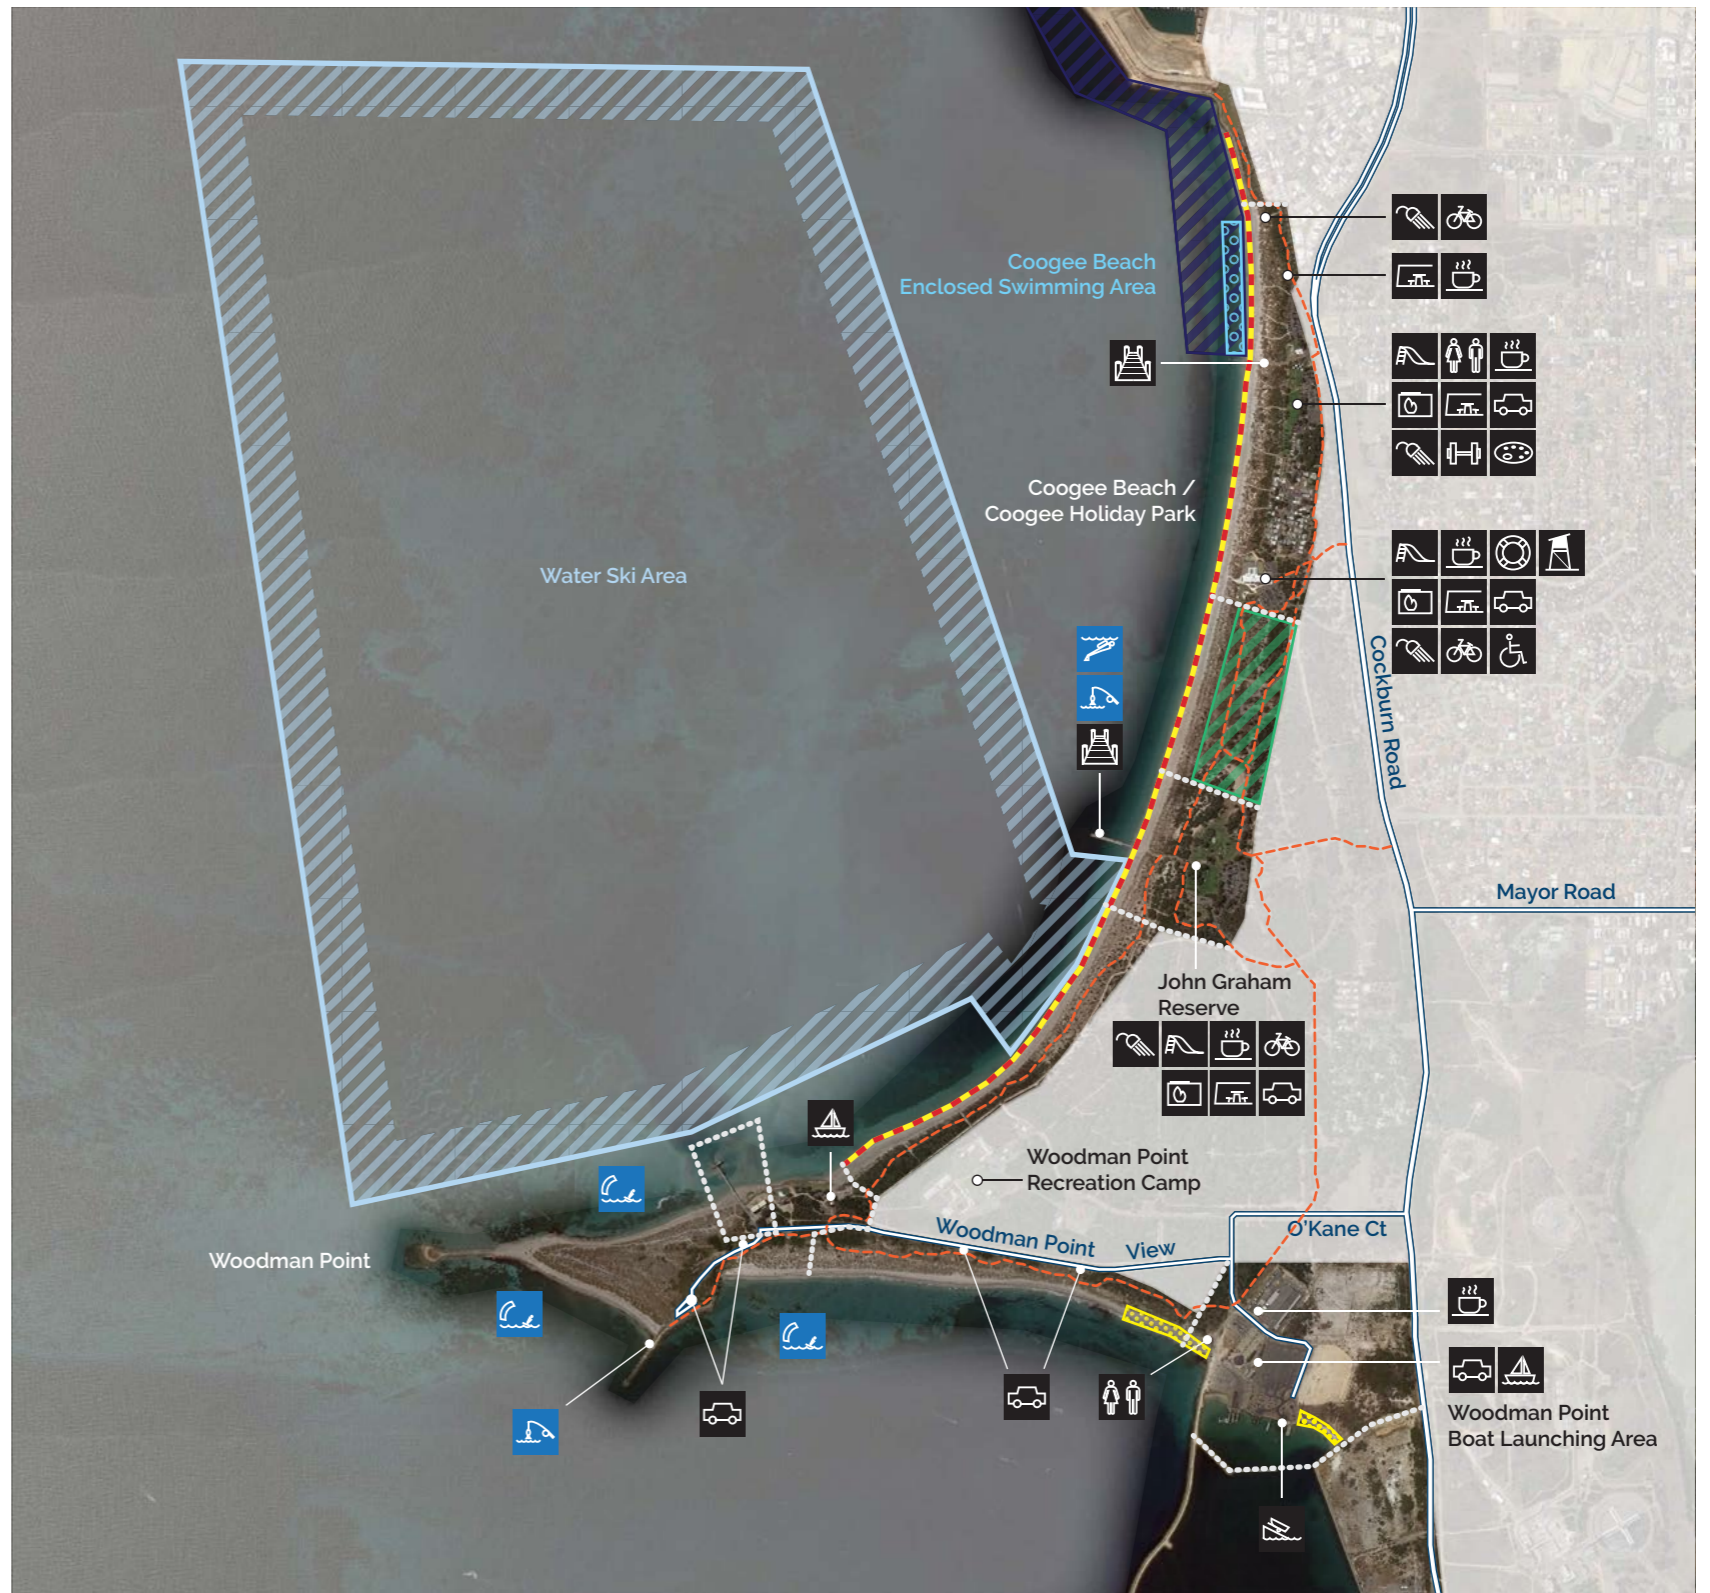 Coogee Beach
Enclosed Swimming Area
Coogee Beach /
Coogee Holiday Park
Water Ski Area
Cockburn Road
Mayor Road
John Graham
Reserve
Woodman Point
Recreation Camp
Woodman Point View
O'Kane Ct
Woodman Point
Woodman Point
Boat Launching Area